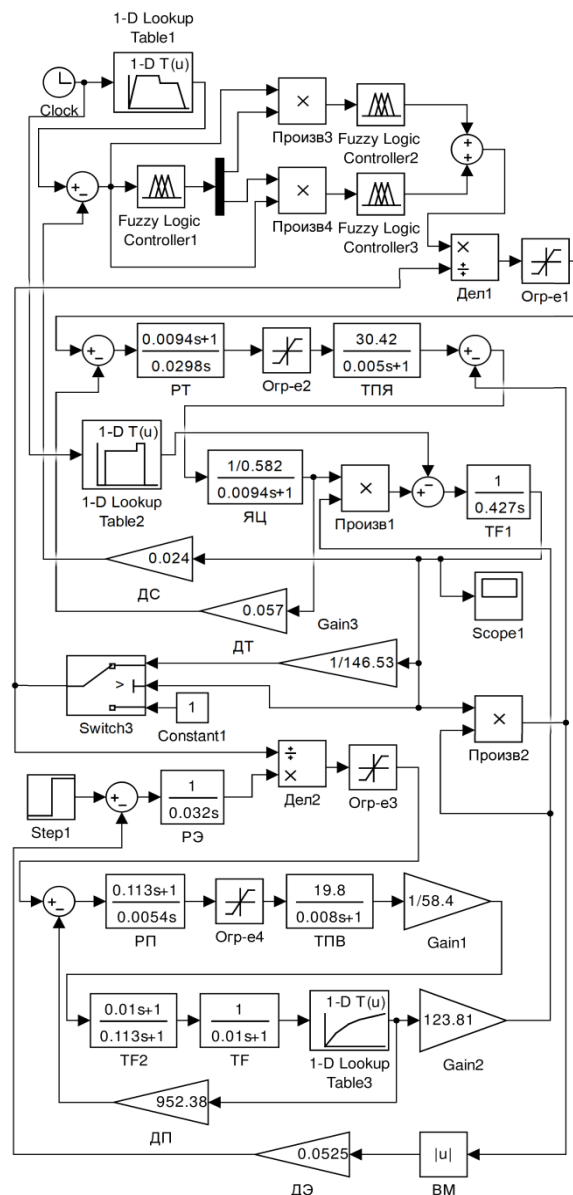 1-D Lookup
Table1
1-D T(u)
Clock
×
Произв3
Fuzzy Logic
Controller2
+
−
Fuzzy Logic
Controller1
×
Произв4
Fuzzy Logic
Controller3
+
+
×
÷
Дел1
Огр-е1
+
−
0.0094s+1
0.0298s
РТ
Огр-е2
30.42
0.005s+1
ТПЯ
+
−
1-D T(u)
1-D Lookup
Table2
1/0.582
0.0094s+1
ЯЦ
×
Произв1
+
−
1
0.427s
TF1
0.024
ДС
0.057
ДТ
Gain3
1/146.53
Scope1
>
Switch3
1
Constant1
×
Произв2
÷
×
Дел2
Огр-е3
Step1
+
−
1
0.032s
РЭ
+
−
0.113s+1
0.0054s
РП
Огр-е4
19.8
0.008s+1
ТПВ
1/58.4
Gain1
0.01s+1
0.113s+1
TF2
1
0.01s+1
TF
1-D T(u)
1-D Lookup
Table3
123.81
Gain2
952.38
ДП
0.0525
ДЭ
|u|
ВМ